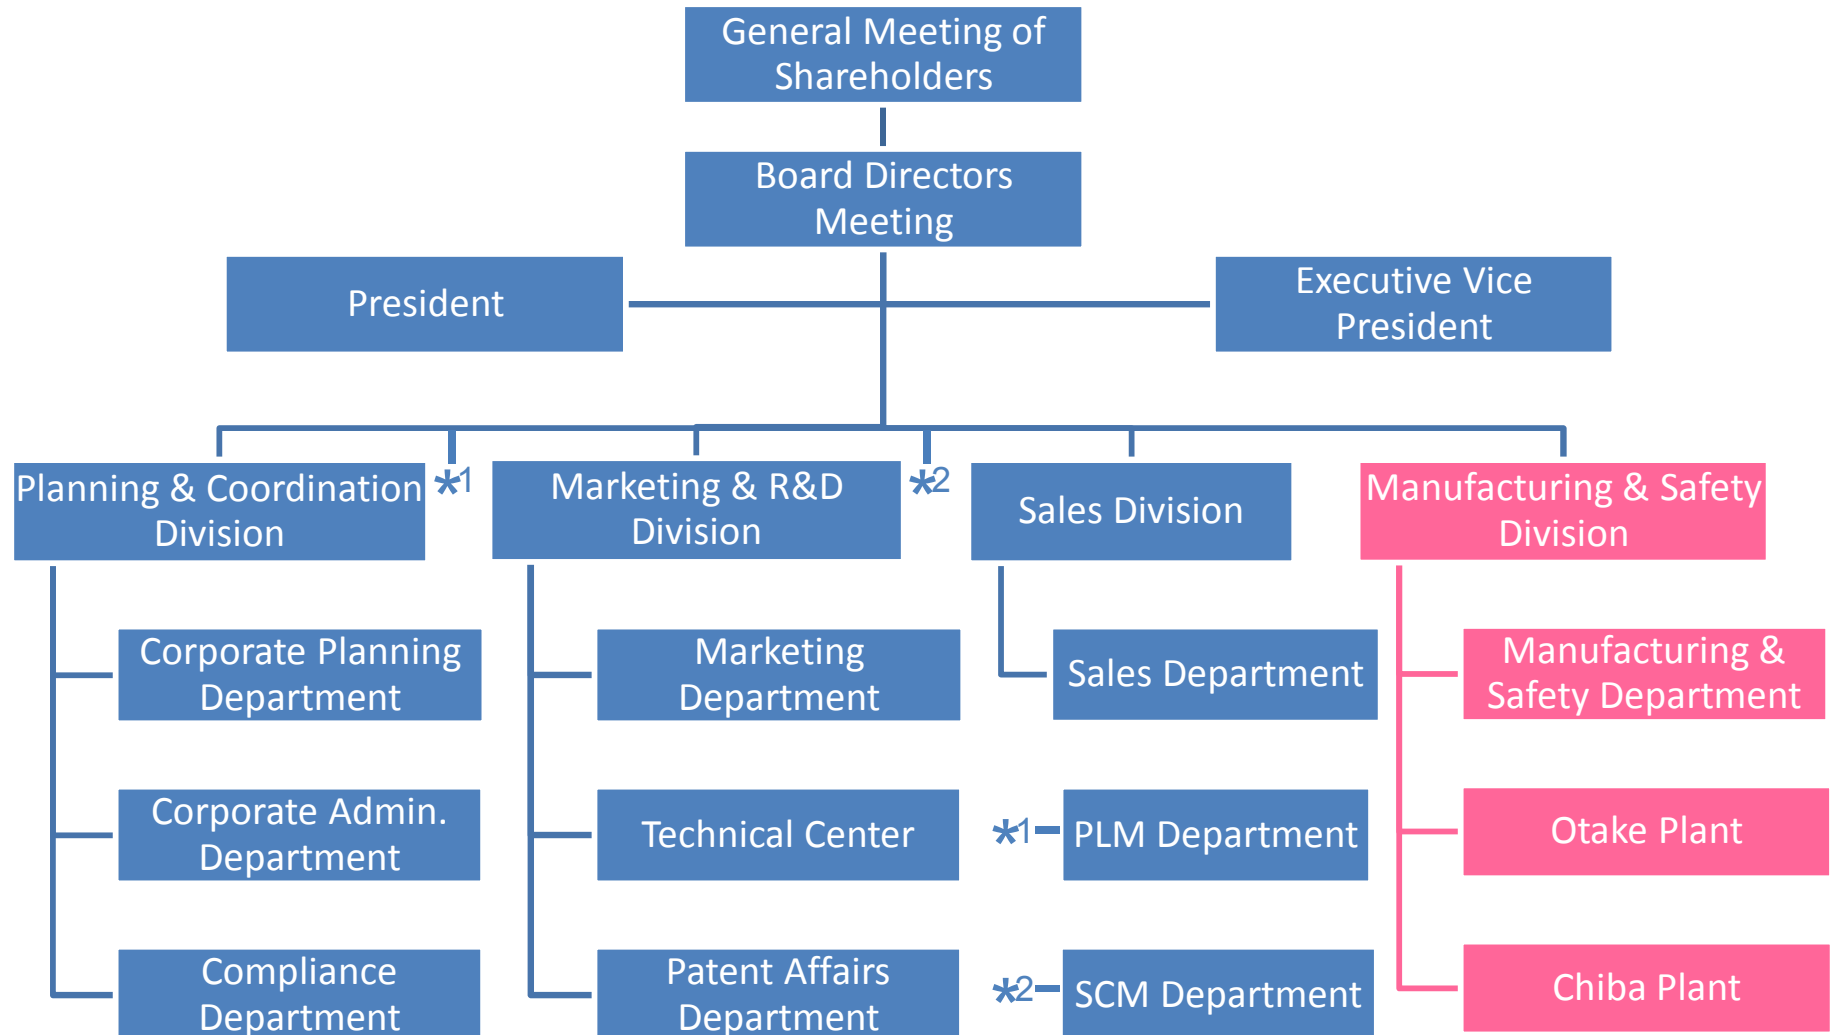 General Meeting of
Shareholders
Board Directors
Meeting
President
Executive Vice
President
Planning & Coordination
Division
*1
Marketing & R&D
Division
*2
Sales Division
Manufacturing & Safety
Division
Corporate Planning
Department
Marketing
Department
Sales Department
Manufacturing &
Safety Department
Corporate Admin.
Department
Technical Center
*1
PLM Department
Otake Plant
Compliance
Department
Patent Affairs
Department
*2
SCM Department
Chiba Plant